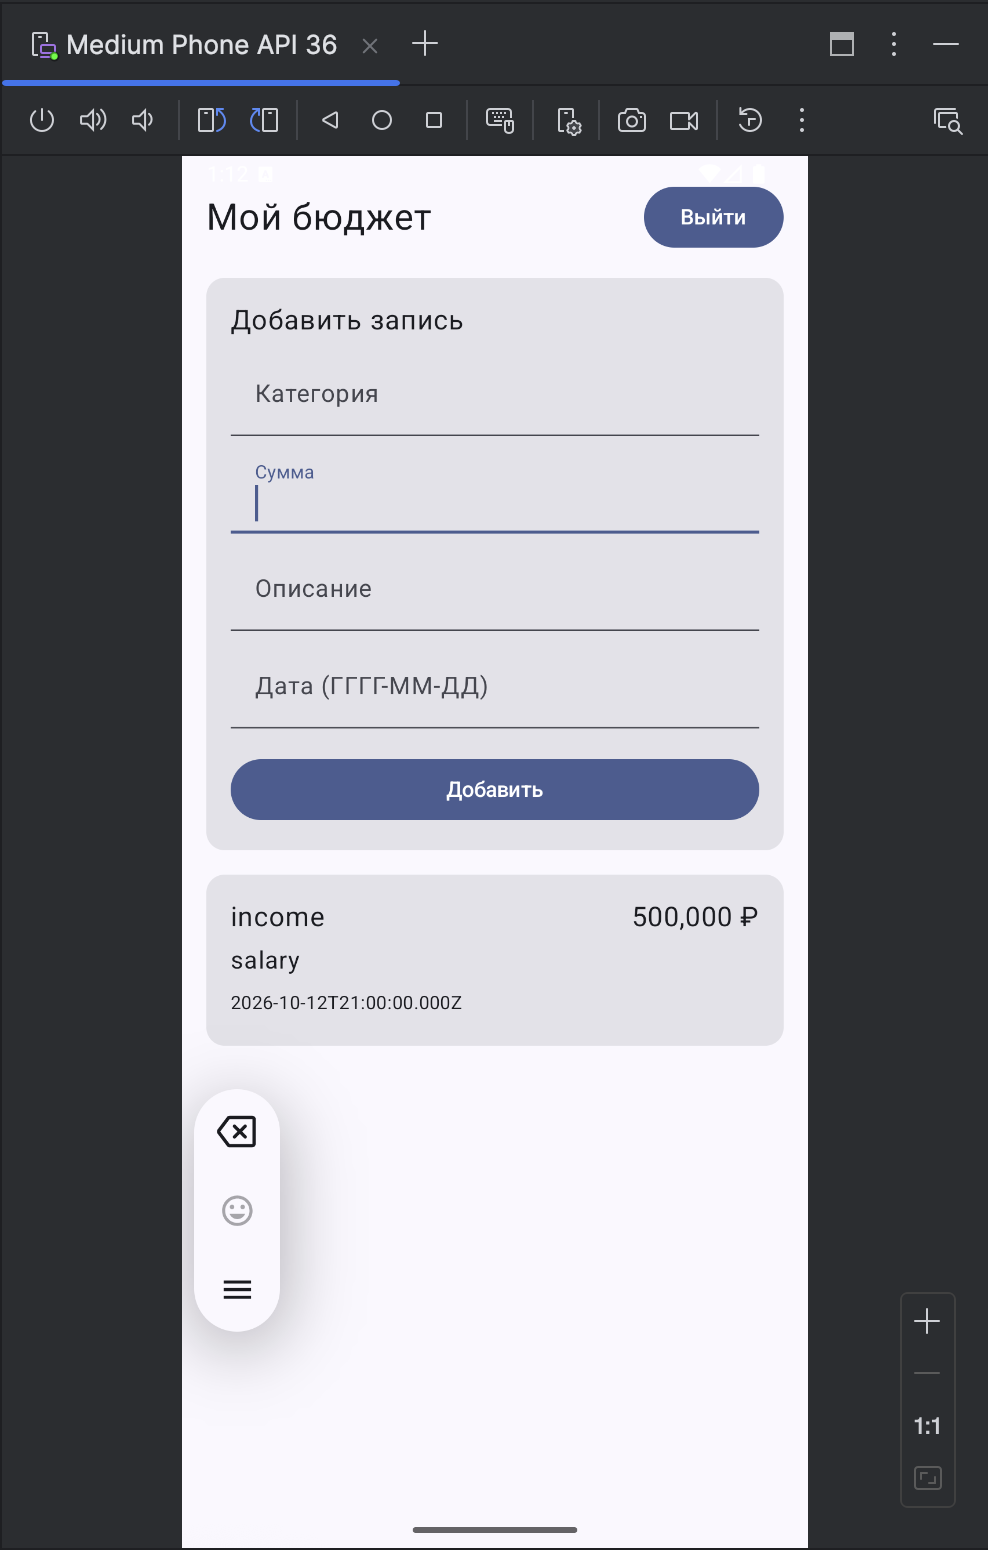 Medium Phone API 36
1:12
Мой бюджет
Выйти
Добавить запись
Категория
Сумма
Описание
Дата (ГГГГ-ММ-ДД)
Добавить
income
500,000 ₽
salary
2026-10-12T21:00:00.000Z
1:1